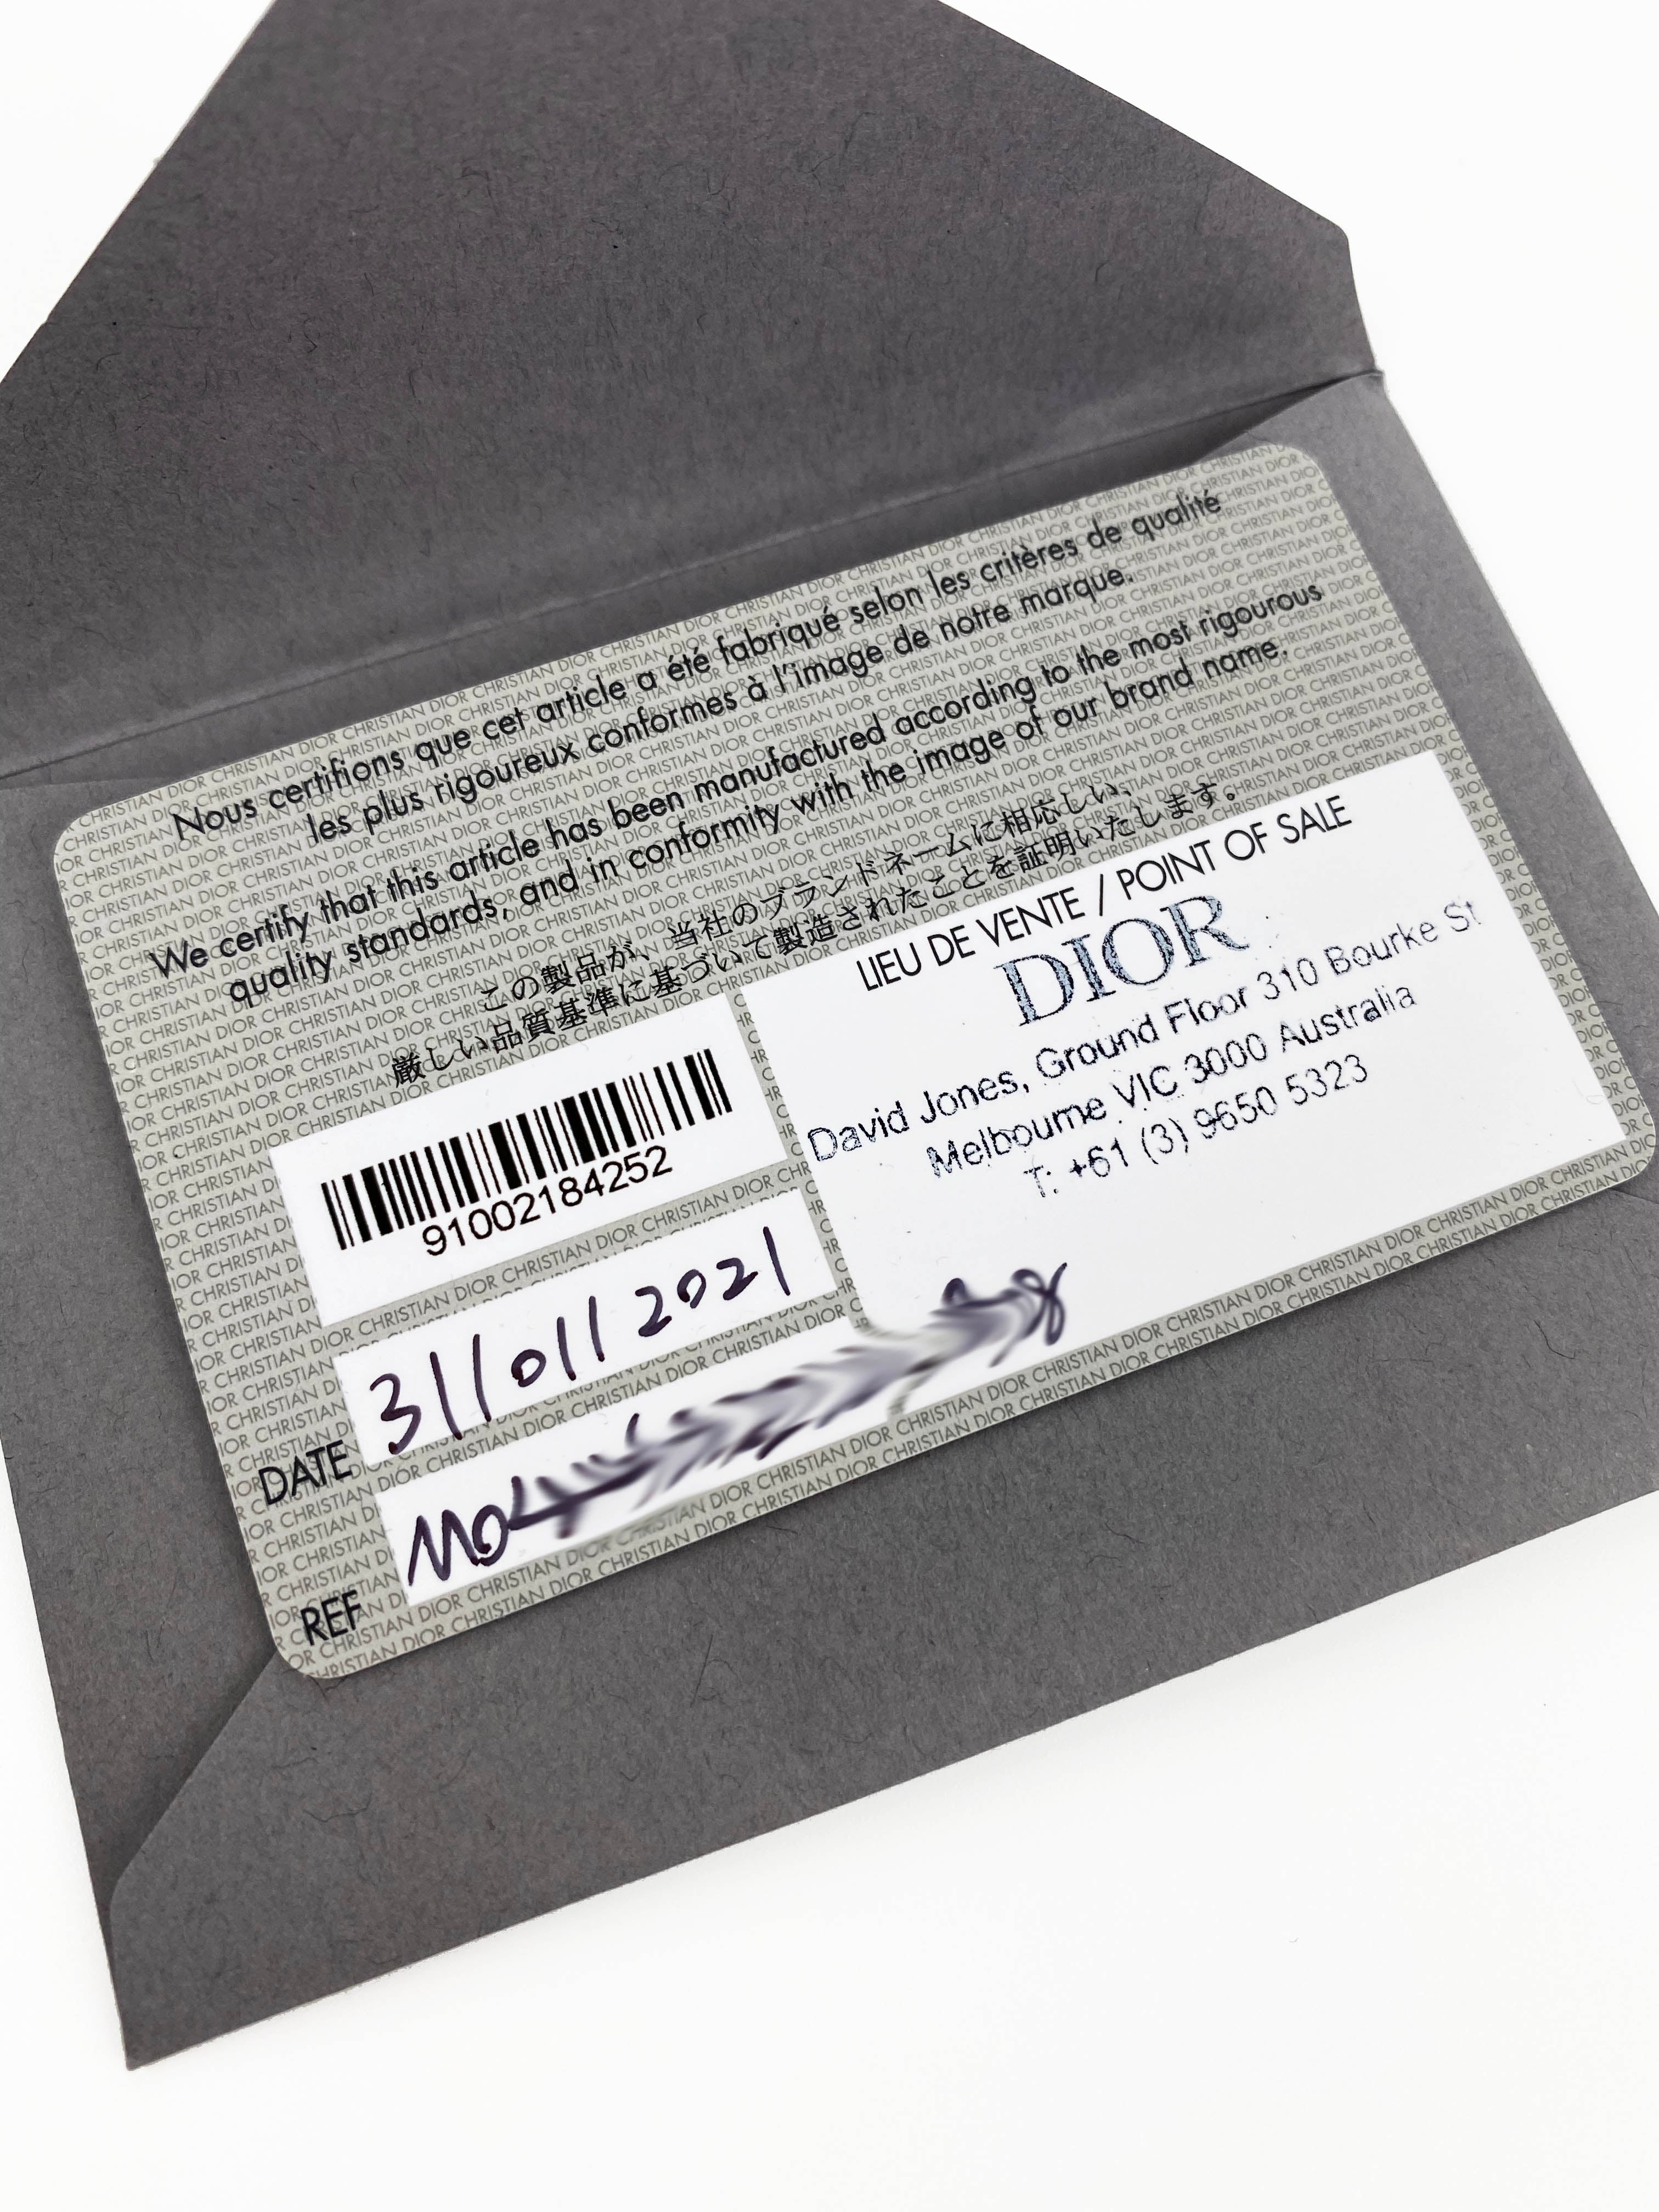 Nous certifions que cet article a été fabriqué selon les critères de qualité
les plus rigoureux conformes à l'image de notre marque.
We certify that this article has been manufactured according to the most rigourous
quality standards, and in conformity with the image of our brand name.
この製品が、当社のブランドネームに相応しい、
厳しい品質基準に基づいて製造されたことを証明いたします。
LIEU DE VENTE / POINT OF SALE
DIOR
David Jones, Ground Floor 310 Bourke St
Melbourne VIC 3000 Australia
T: +61 (3) 9650 5323
91002184252
DATE 31/01/2021
REF